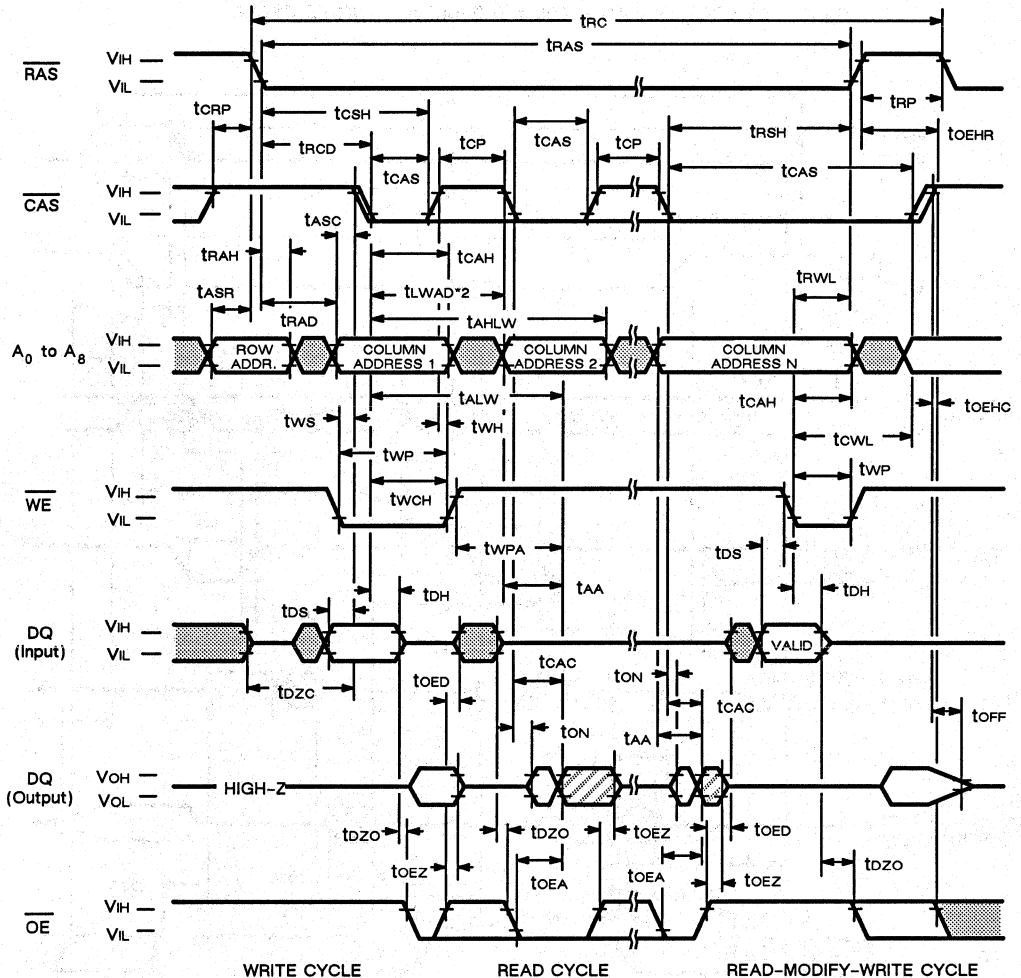 tRC
tRAS
RAS VIH
VIL
tCRP tCSH tCAS tRSH tRP
tRCD tCP tCP tOEHR
tCAS tCAS
CAS VIH
VIL
tASC
tRAH tCAH
tASR tLWAD*2 tRWL
tRAD tAHLW
A0 to A8 VIH
VIL
ROW ADDR.
COLUMN ADDRESS 1
COLUMN ADDRESS 2
COLUMN ADDRESS N
tALW tCAH tOEHC
tWS tWH tCWL
tWP tWP
tWCH
WE VIH
VIL
tWPA tDS
tDS tDH tAA tDH
DQ (Input) VIH
VIL
VALID
tDZC tOED tCAC tON tCAC
tON tAA tOFF
DQ (Output) VOH
VOL
HIGH-Z
tDZO tDZO tOEZ tOED
tOEZ tOEA tOEA tOEZ tDZO
OE VIH
VIL
WRITE CYCLE READ CYCLE READ-MODIFY-WRITE CYCLE